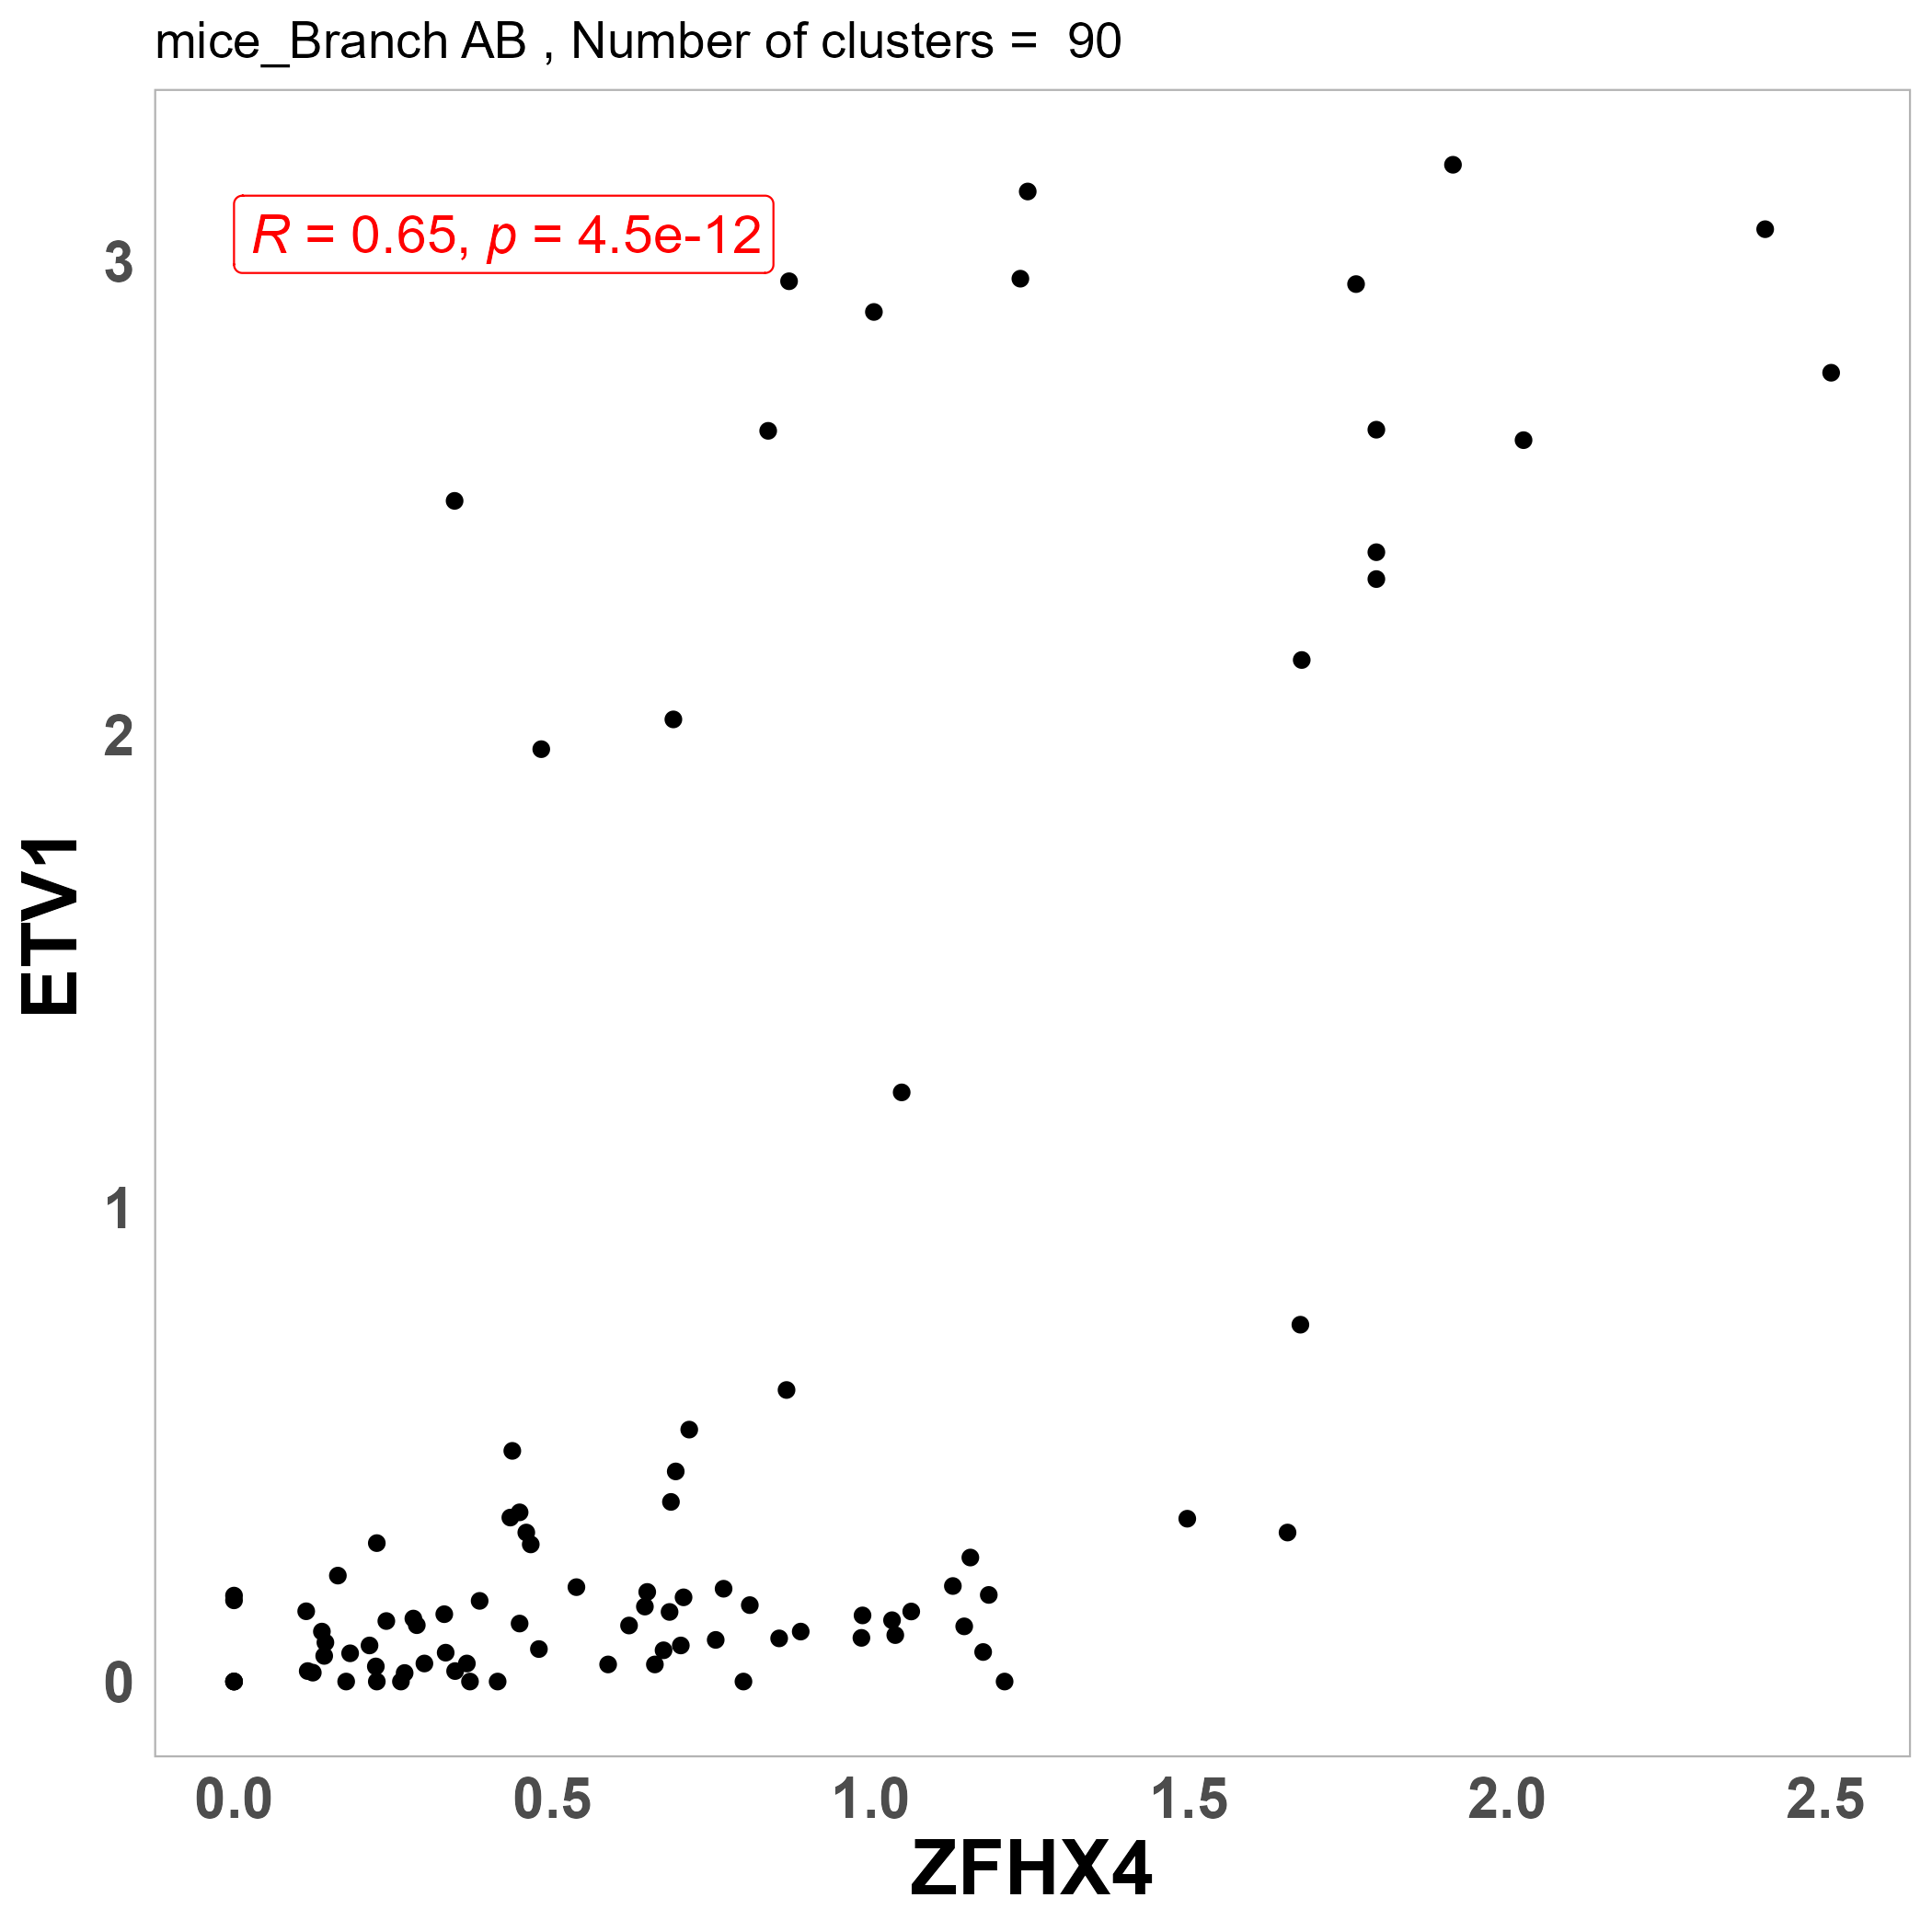 mice_Branch AB , Number of clusters =  90
R = 0.65, p = 4.5e-12
3
2
1
0
ETV1
0.0 0.5 1.0 1.5 2.0 2.5
ZFHX4